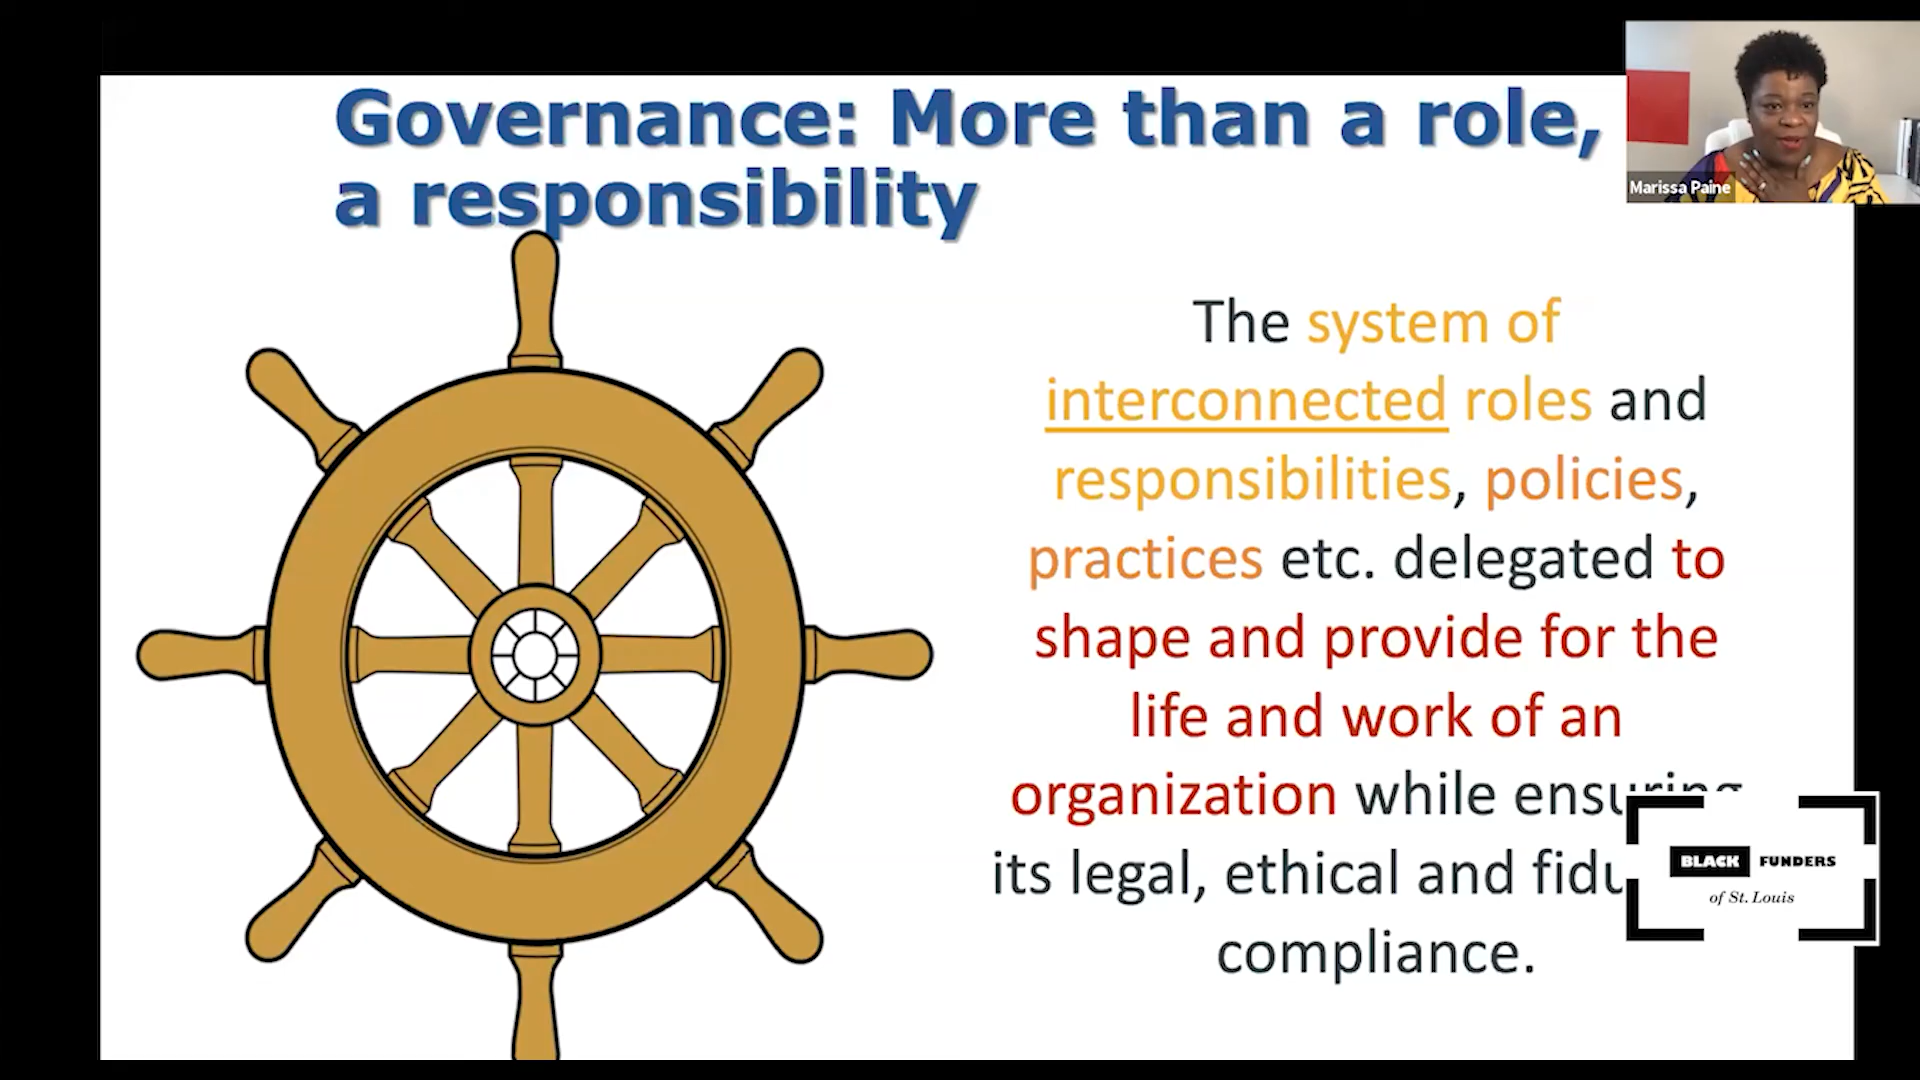 Governance: More than a role,
a responsibility
Marissa Paine
The system of
interconnected roles and
responsibilities, policies,
practices etc. delegated to
shape and provide for the
life and work of an
organization while ensuring
its legal, ethical and
compliance.
BLACK FUNDERS
of St. Louis